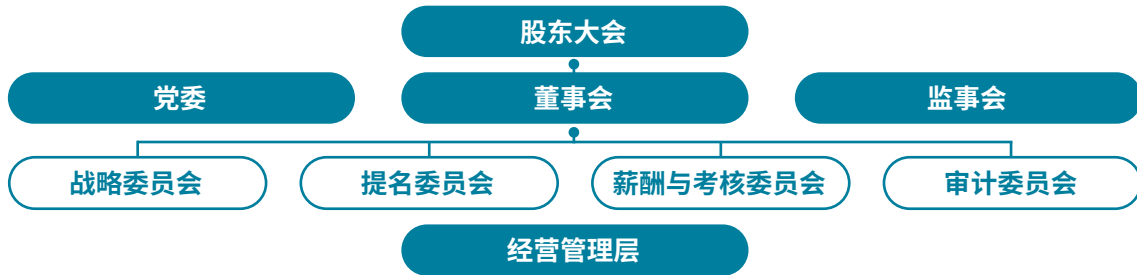 股东大会
党委
董事会
监事会
战略委员会
提名委员会
薪酬与考核委员会
审计委员会
经营管理层